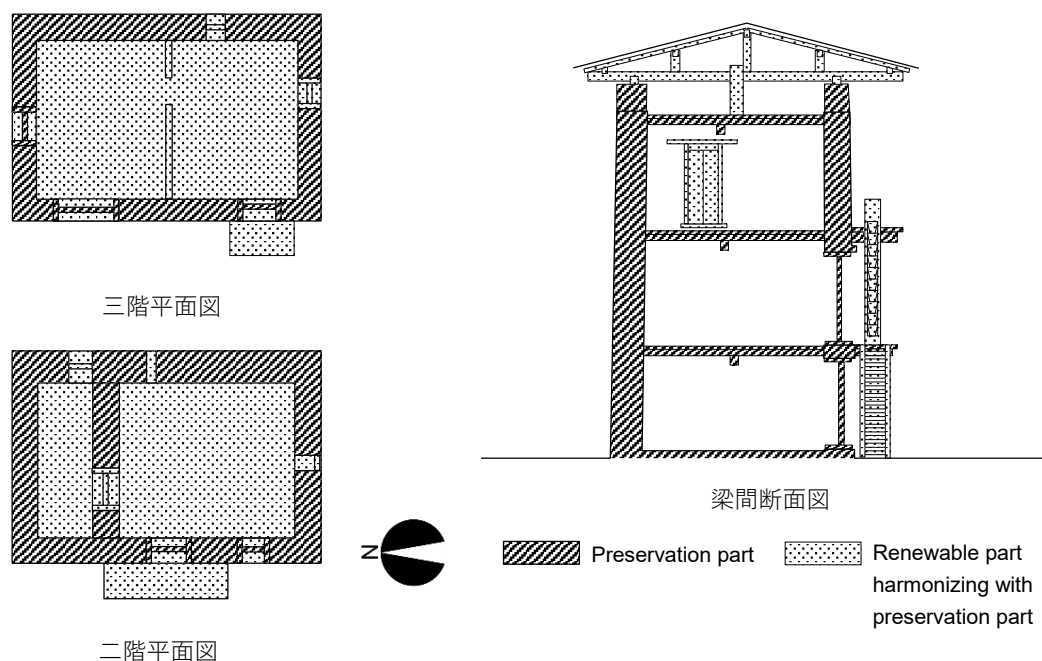 三階平面図
二階平面図
N
梁間断面図
Preservation part
Renewable part
harmonizing with
preservation part